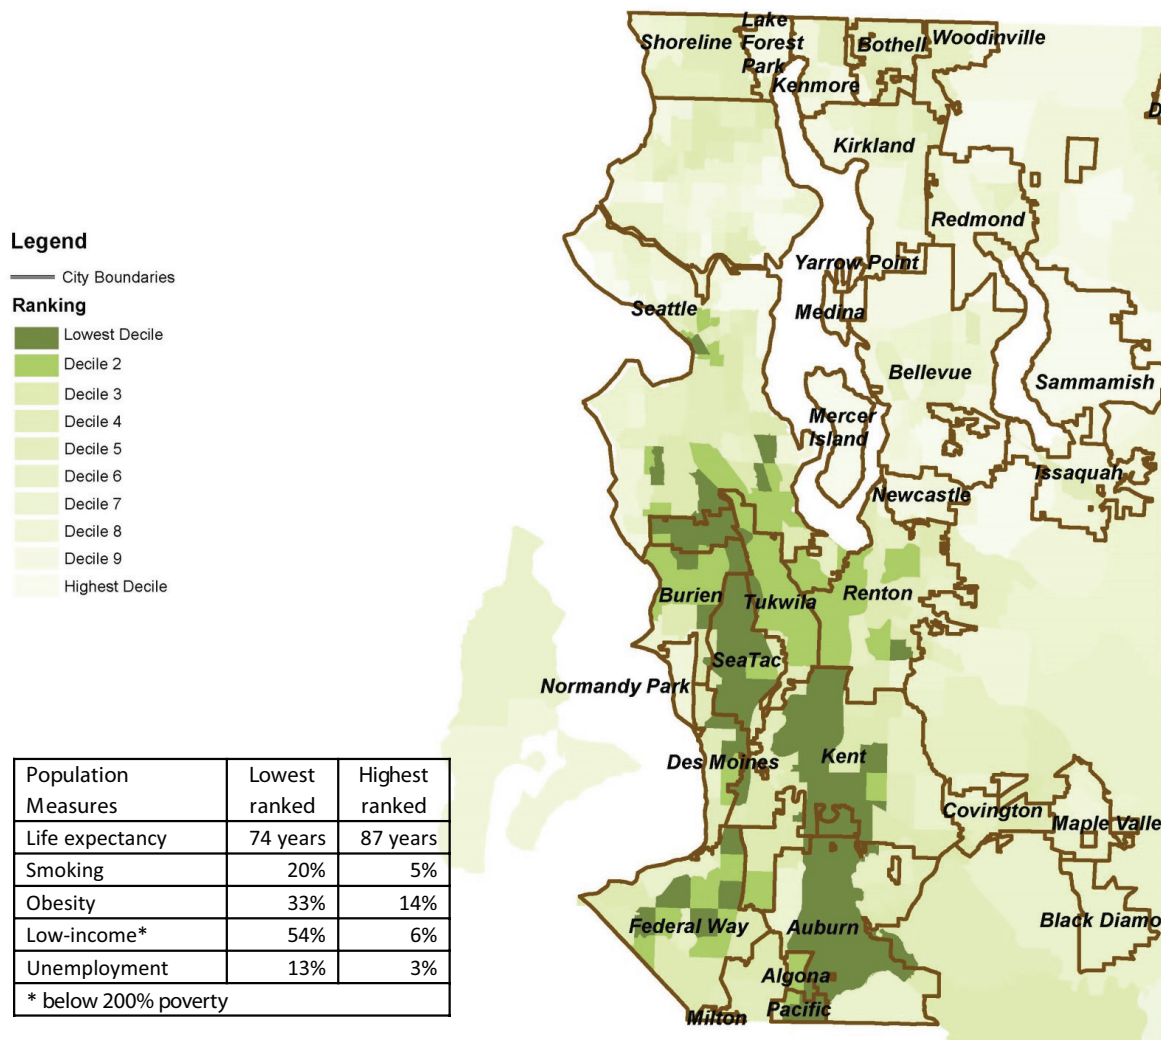 Legend
City Boundaries
Ranking
Lowest Decile
Decile 2
Decile 3
Decile 4
Decile 5
Decile 6
Decile 7
Decile 8
Decile 9
Highest Decile
Shoreline
Lake
Forest
Park
Bothell
Woodinville
Kenmore
D
Kirkland
Redmond
Yarrow Point
Seattle
Medina
Bellevue
Sammamish
Mercer
Island
Issaquah
Newcastle
Burien
Tukwila
Renton
SeaTac
Normandy Park
Des Moines
Kent
Covington
Maple Valle
Federal Way
Auburn
Black Diamo
Algona
Pacific
Milton
Population Measures Lowest ranked Highest ranked
Life expectancy 74 years 87 years
Smoking 20% 5%
Obesity 33% 14%
Low-income* 54% 6%
Unemployment 13% 3%
* below 200% poverty